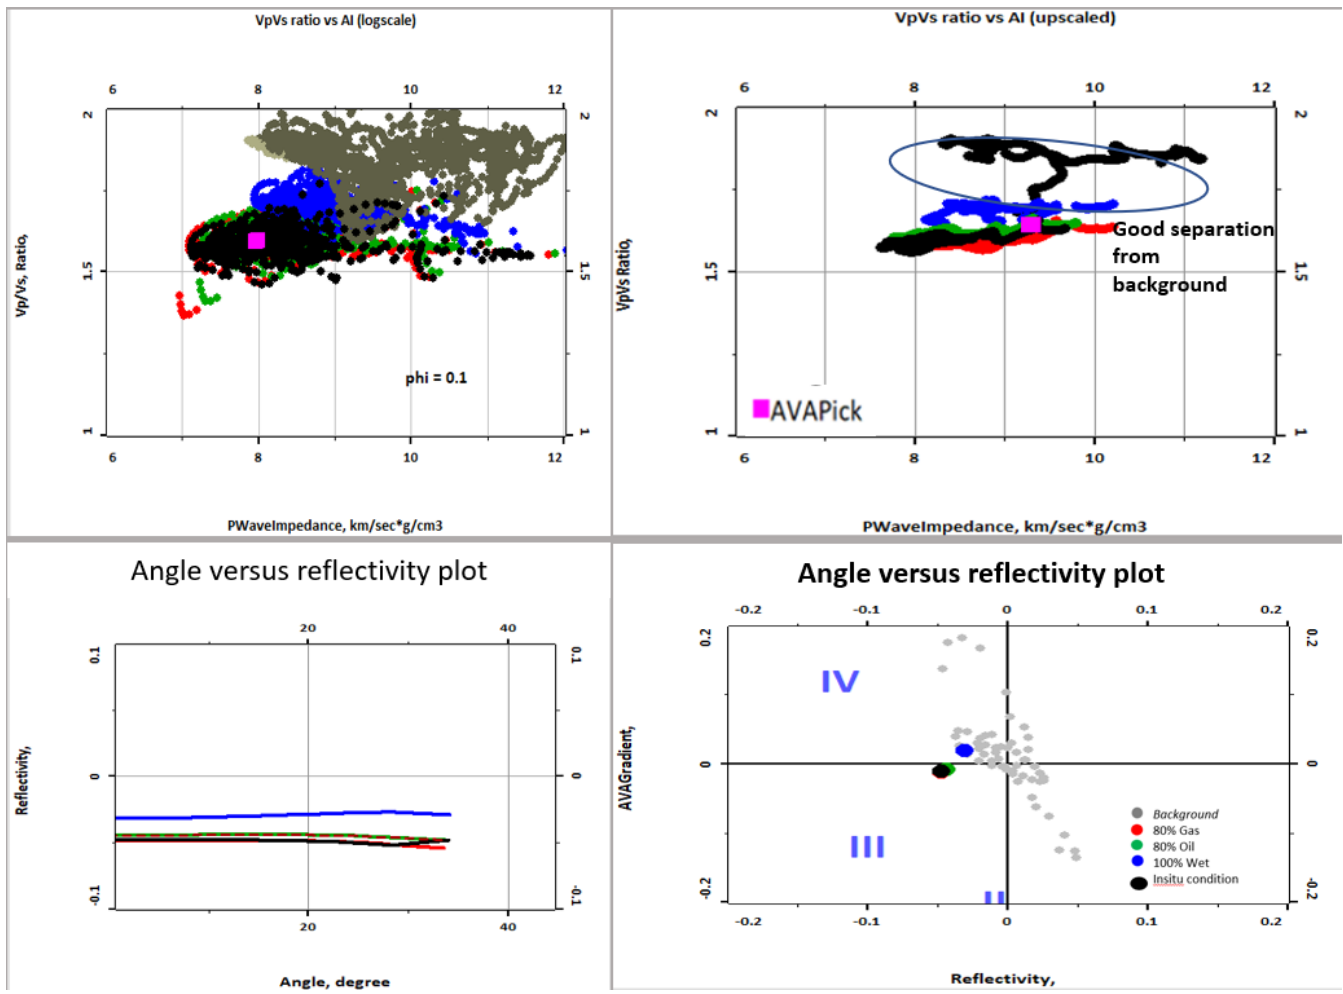 VpVs ratio vs AI (logscale)
6 8 10 12
2 2
1.5 1.5
1 1
Vp/Vs, Ratio,
phi = 0.1
6 8 10 12
PWaveImpedance, km/sec*g/cm3
VpVs ratio vs AI (upscaled)
6 8 10 12
2 2
1.5 1.5
1 1
VpVs Ratio,
Good separation
from
background
AVAPick
6 8 10 12
PWaveImpedance, km/sec*g/cm3
Angle versus reflectivity plot
20 40
0.1 0.1
0 0
-0.1 -0.1
Reflectivity,
20 40
Angle, degree
Angle versus reflectivity plot
-0.2 -0.1 0 0.1 0.2
0.2 0.2
0 0
-0.2 -0.2
AVAGradient,
IV
III
II
Background
80% Gas
80% Oil
100% Wet
Insitu condition
-0.2 -0.1 0 0.1 0.2
Reflectivity,